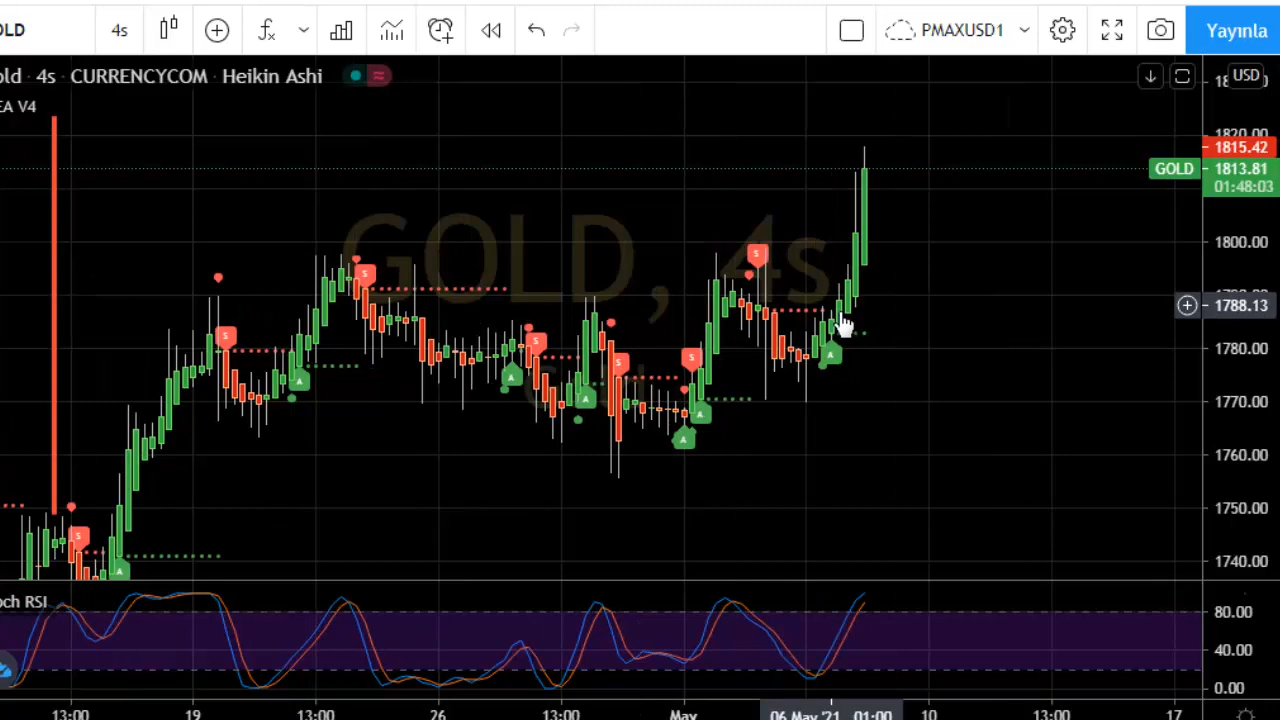 OLD 4s PMAXUSD1 Yayınla
old · 4s · CURRENCYCOM · Heikin Ashi
USD
EA V4
1820.00
1815.42
GOLD 1813.81
01:48:03
GOLD, 4s
1800.00
1788.13
1780.00
1770.00
1760.00
1750.00
1740.00
S
S
S
S
S
S
A
A
A
A
A
A
A
och RSI
80.00
40.00
0.00
13:00 19 13:00 26 13:00 May 06 May '21 01:00 10 13:00 17